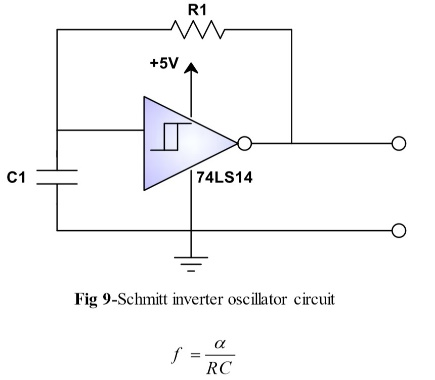 R1
+5V
C1
74LS14
Fig 9-Schmitt inverter oscillator circuit
f = α / RC